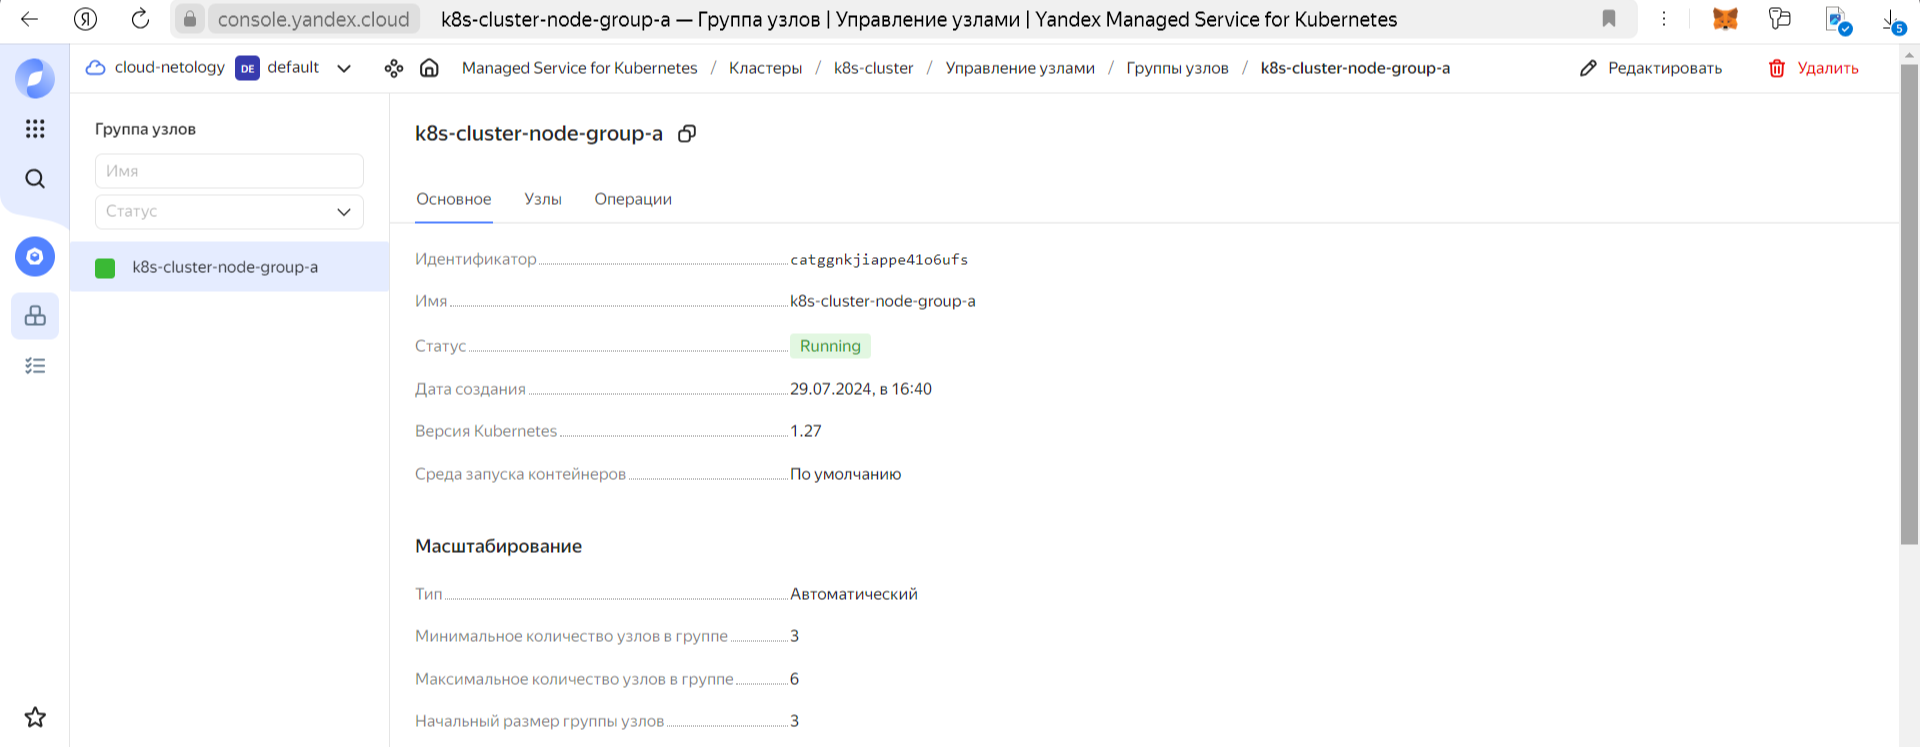 Я console.yandex.cloud k8s-cluster-node-group-a — Группа узлов | Управление узлами | Yandex Managed Service for Kubernetes 5
cloud-netology DE default Managed Service for Kubernetes / Кластеры / k8s-cluster / Управление узлами / Группы узлов / k8s-cluster-node-group-a Редактировать Удалить
Группа узлов
Имя
Статус
k8s-cluster-node-group-a
k8s-cluster-node-group-a
Основное Узлы Операции
Идентификатор catggnkjiappe41o6ufs
Имя k8s-cluster-node-group-a
Статус Running
Дата создания 29.07.2024, в 16:40
Версия Kubernetes 1.27
Среда запуска контейнеров По умолчанию
Масштабирование
Тип Автоматический
Минимальное количество узлов в группе 3
Максимальное количество узлов в группе 6
Начальный размер группы узлов 3